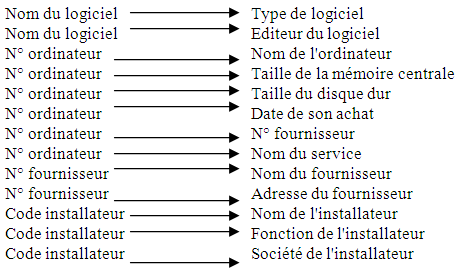 Nom du logiciel Type de logiciel
Nom du logiciel Editeur du logiciel
N° ordinateur Nom de l'ordinateur
N° ordinateur Taille de la mémoire centrale
N° ordinateur Taille du disque dur
N° ordinateur Date de son achat
N° ordinateur N° fournisseur
N° ordinateur Nom du service
N° fournisseur Nom du fournisseur
N° fournisseur Adresse du fournisseur
Code installateur Nom de l'installateur
Code installateur Fonction de l'installateur
Code installateur Société de l'installateur